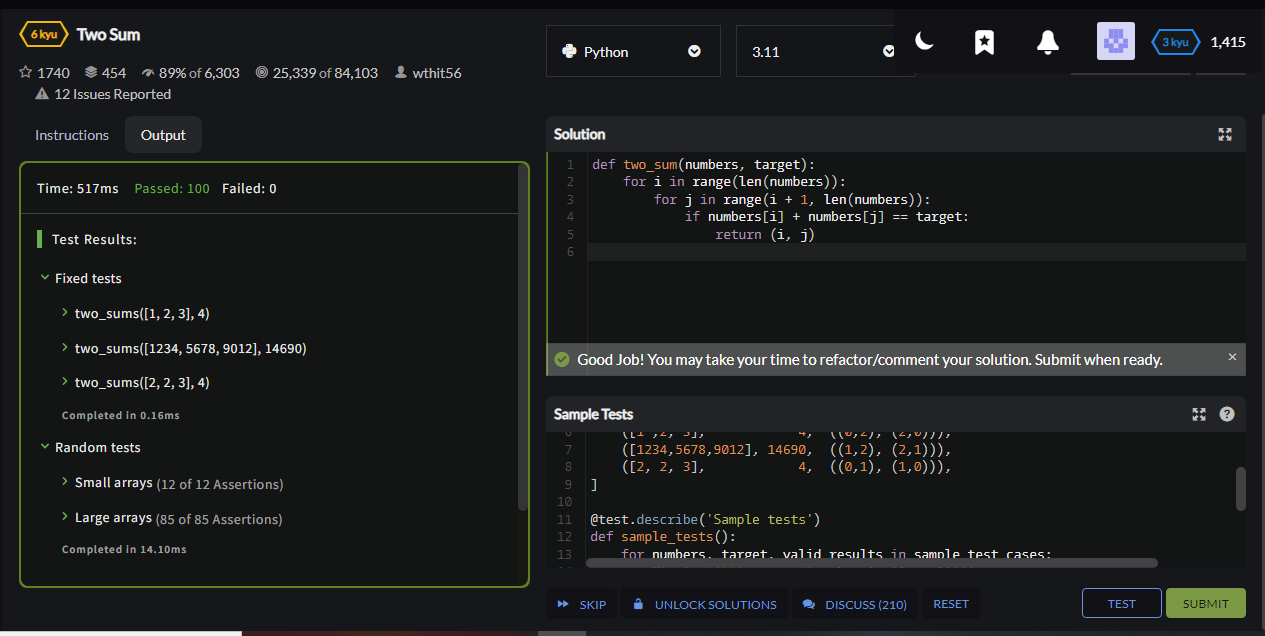 6 kyu Two Sum
1740 454 89% of 6,303 25,339 of 84,103 wthit56
12 Issues Reported
Python
3.11
3 kyu 1,415
Instructions Output
Time: 517ms Passed: 100 Failed: 0
Test Results:
Fixed tests
two_sums([1, 2, 3], 4)
two_sums([1234, 5678, 9012], 14690)
two_sums([2, 2, 3], 4)
Completed in 0.16ms
Random tests
Small arrays (12 of 12 Assertions)
Large arrays (85 of 85 Assertions)
Completed in 14.10ms
Solution
1 def two_sum(numbers, target):
2 for i in range(len(numbers)):
3 for j in range(i + 1, len(numbers)):
4 if numbers[i] + numbers[j] == target:
5 return (i, j)
6
Good Job! You may take your time to refactor/comment your solution. Submit when ready.
Sample Tests
6 ([1 ,2, 3], 4, ((0,2), (2,0))),
7 ([1234,5678,9012], 14690, ((1,2), (2,1))),
8 ([2, 2, 3], 4, ((0,1), (1,0))),
9 ]
10
11 @test.describe('Sample tests')
12 def sample_tests():
13 for numbers, target, valid_results in sample_test_cases:
SKIP UNLOCK SOLUTIONS DISCUSS (210) RESET TEST SUBMIT